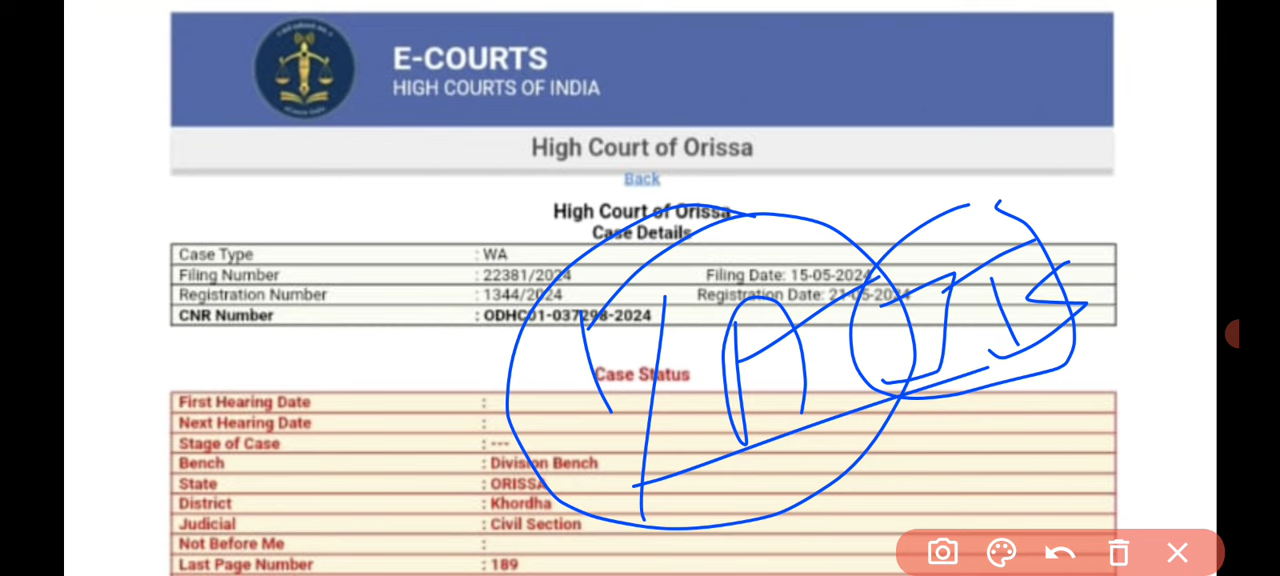 E-COURTS
HIGH COURTS OF INDIA
High Court of Orissa
Back
High Court of Orissa
Case Details
Case Type : WA
Filing Number : 22381/2024 Filing Date: 15-05-2024
Registration Number : 1344/2024 Registration Date: 21-05-2024
CNR Number : ODHC01-037298-2024
Case Status
First Hearing Date :
Next Hearing Date :
Stage of Case : ---
Bench : Division Bench
State : ORISSA
District : Khordha
Judicial : Civil Section
Not Before Me :
Last Page Number : 189